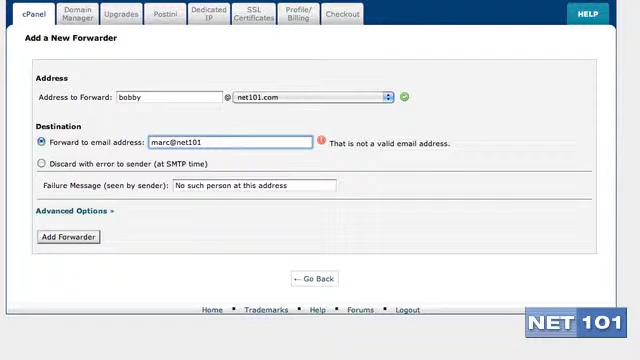 cPanel Domain Manager Upgrades Postini Dedicated IP SSL Certificates Profile/ Billing Checkout HELP
Add a New Forwarder
Address
Address to Forward: bobby @ net101.com
Destination
Forward to email address: marc@net101 That is not a valid email address.
Discard with error to sender (at SMTP time)
Failure Message (seen by sender): No such person at this address
Advanced Options »
Add Forwarder
← Go Back
Home ▪ Trademarks ▪ Help ▪ Forums ▪ Logout
NET 101